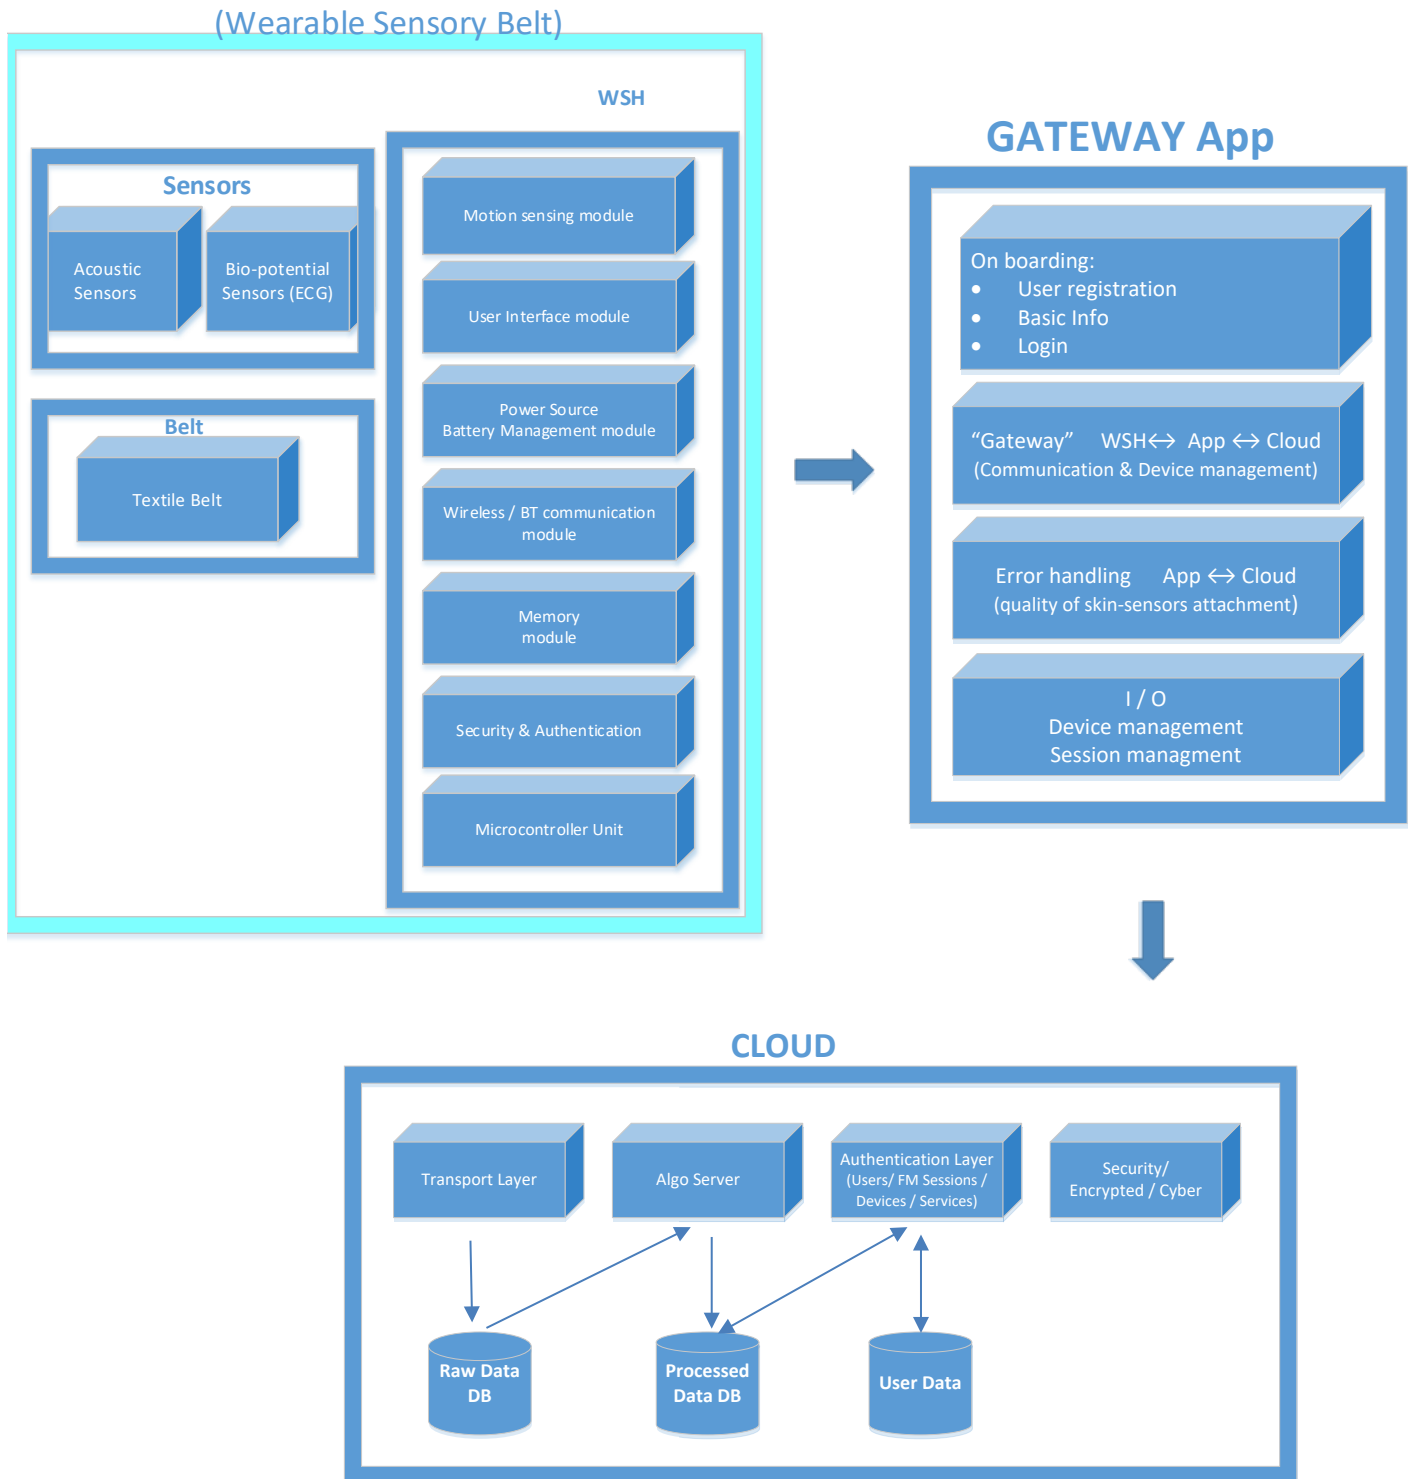 (Wearable Sensory Belt)
WSH
Sensors
Acoustic
Sensors
Bio-potential
Sensors (ECG)
Belt
Textile Belt
Motion sensing module
User Interface module
Power Source
Battery Management module
Wireless / BT communication
module
Memory
module
Security & Authentication
Microcontroller Unit
GATEWAY App
On boarding:
• User registration
• Basic Info
• Login
“Gateway” WSH↔ App ↔ Cloud
(Communication & Device management)
Error handling App ↔ Cloud
(quality of skin-sensors attachment)
I / O
Device management
Session managment
CLOUD
Transport Layer
Algo Server
Authentication Layer
(Users/ FM Sessions /
Devices / Services)
Security/
Encrypted / Cyber
Raw Data
DB
Processed
Data DB
User Data